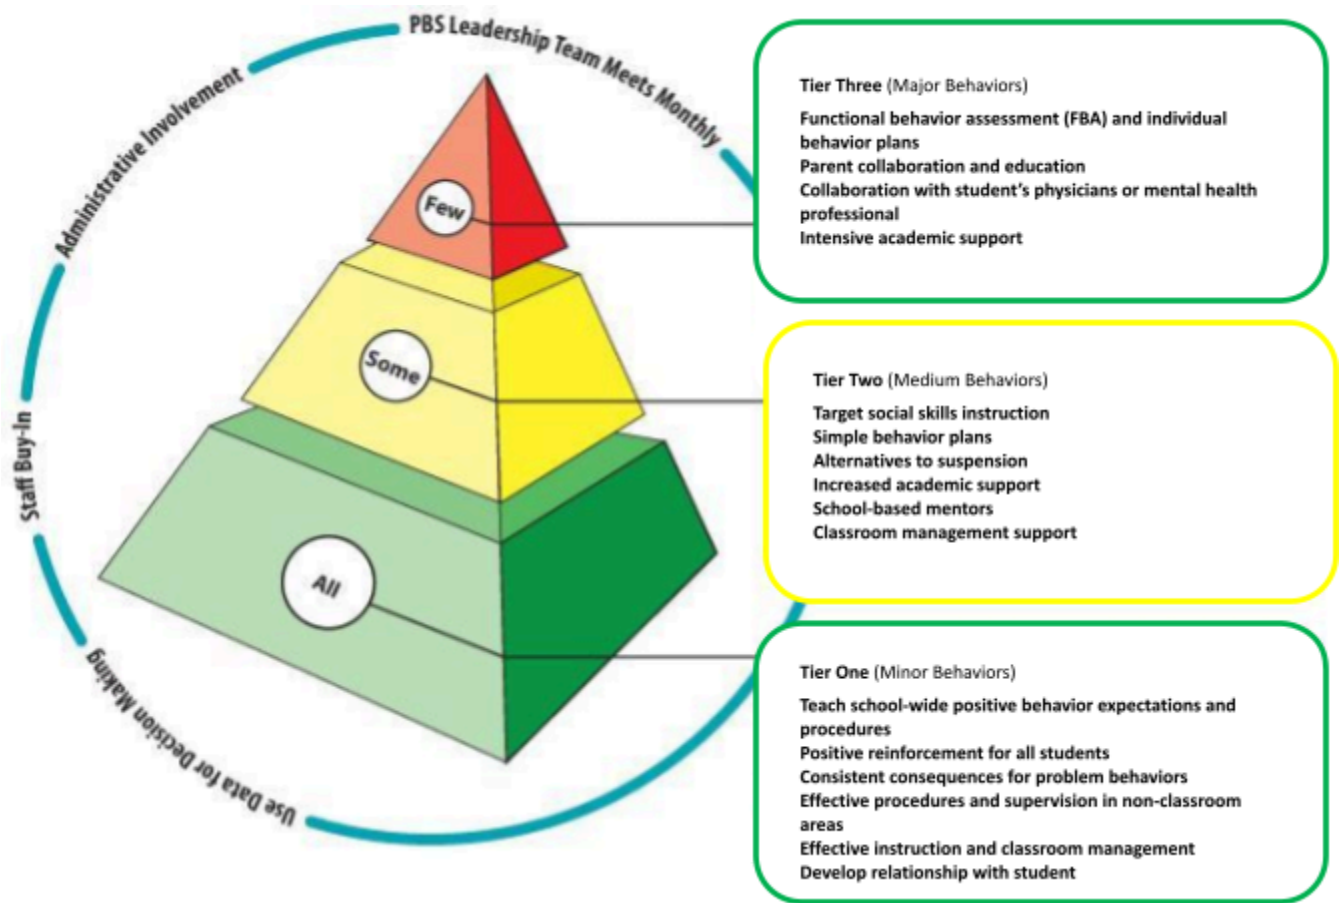 PBS Leadership Team Meets Monthly
Administrative Involvement
Staff Buy-In
Use Data for Decision Making
Few
Some
All
Tier Three (Major Behaviors)
Functional behavior assessment (FBA) and individual
behavior plans
Parent collaboration and education
Collaboration with student's physicians or mental health
professional
Intensive academic support
Tier Two (Medium Behaviors)
Target social skills instruction
Simple behavior plans
Alternatives to suspension
Increased academic support
School-based mentors
Classroom management support
Tier One (Minor Behaviors)
Teach school-wide positive behavior expectations and
procedures
Positive reinforcement for all students
Consistent consequences for problem behaviors
Effective procedures and supervision in non-classroom
areas
Effective instruction and classroom management
Develop relationship with student